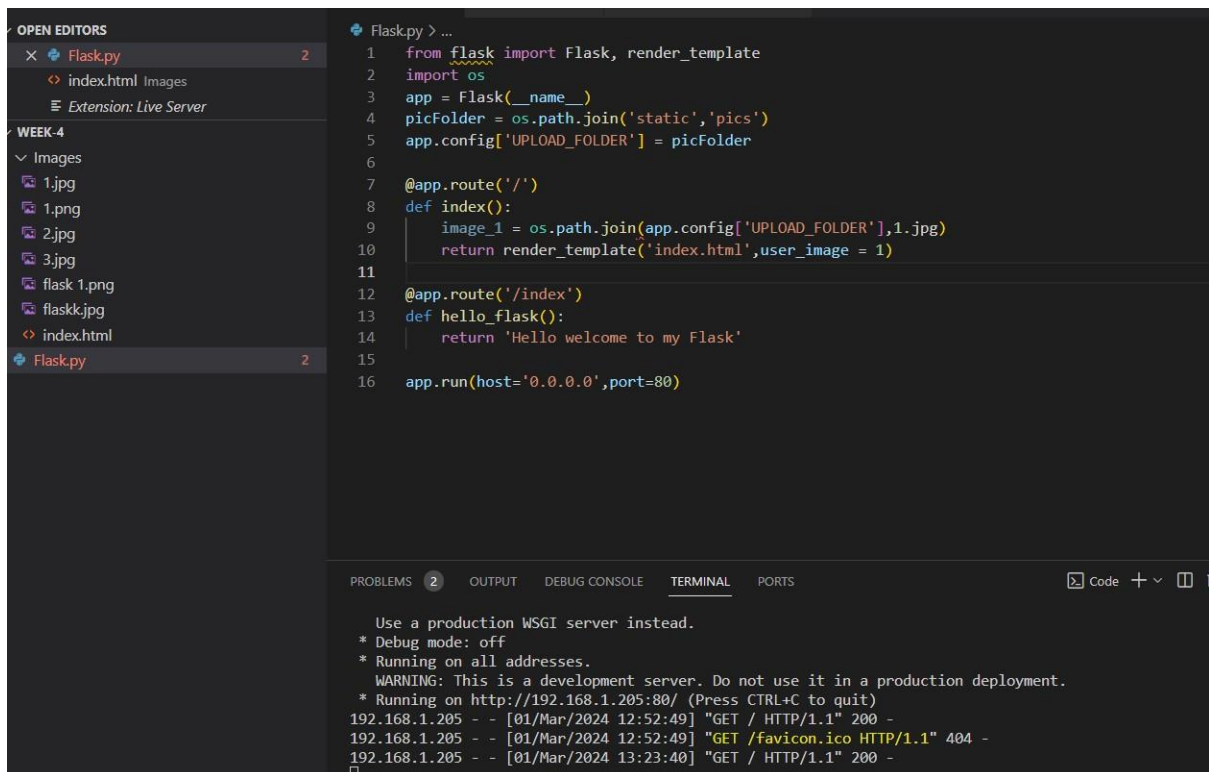 OPEN EDITORS
Flask.py 2
index.html Images
Extension: Live Server
WEEK-4
Images
1.jpg
1.png
2.jpg
3.jpg
flask 1.png
flaskk.jpg
index.html
Flask.py 2
Flask.py > ...
1 from flask import Flask, render_template
2 import os
3 app = Flask(__name__)
4 picFolder = os.path.join('static','pics')
5 app.config['UPLOAD_FOLDER'] = picFolder
6
7 @app.route('/')
8 def index():
9     image_1 = os.path.join(app.config['UPLOAD_FOLDER'],1.jpg)
10     return render_template('index.html',user_image = 1)
11
12 @app.route('/index')
13 def hello_flask():
14     return 'Hello welcome to my Flask'
15
16 app.run(host='0.0.0.0',port=80)
PROBLEMS 2 OUTPUT DEBUG CONSOLE TERMINAL PORTS Code
Use a production WSGI server instead.
* Debug mode: off
* Running on all addresses.
WARNING: This is a development server. Do not use it in a production deployment.
* Running on http://192.168.1.205:80/ (Press CTRL+C to quit)
192.168.1.205 - - [01/Mar/2024 12:52:49] "GET / HTTP/1.1" 200 -
192.168.1.205 - - [01/Mar/2024 12:52:49] "GET /favicon.ico HTTP/1.1" 404 -
192.168.1.205 - - [01/Mar/2024 13:23:40] "GET / HTTP/1.1" 200 -